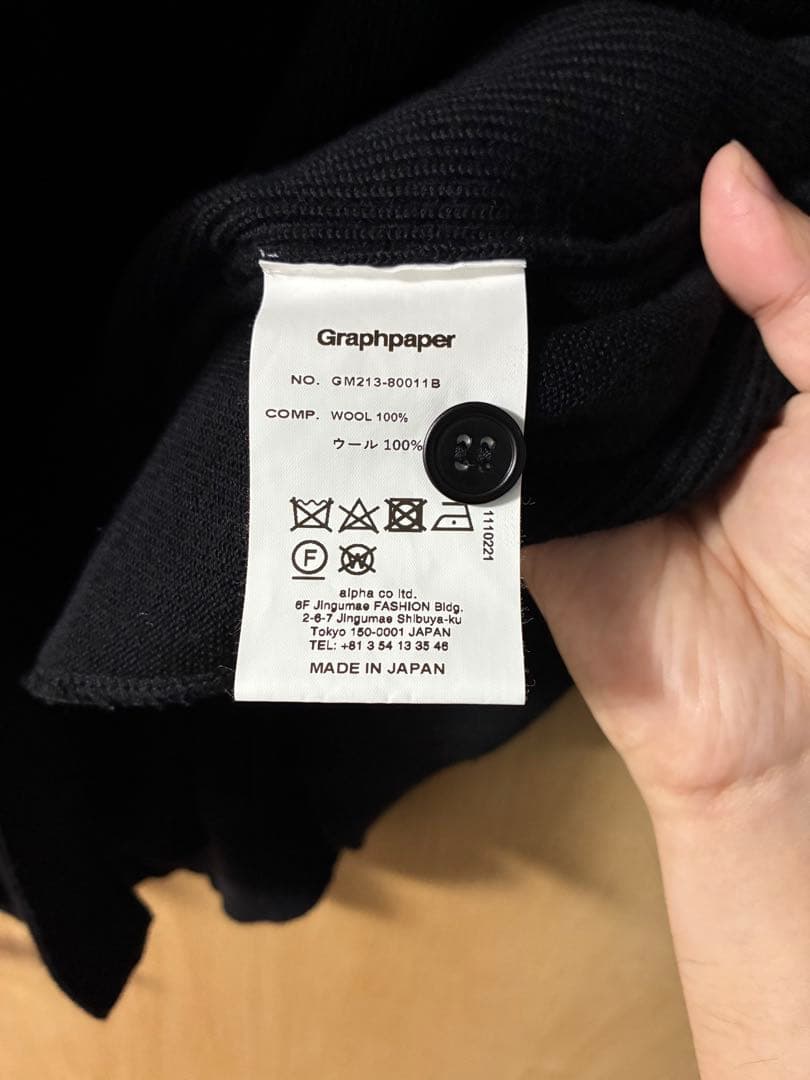 Graphpaper
NO. GM213-80011B
COMP. WOOL 100%
ウール 100%
1110221
F
W
alpha co ltd.
6F Jingumae FASHION Bldg.
2-6-7 Jingumae Shibuya-ku
Tokyo 150-0001 JAPAN
TEL: +81 3 54 13 35 46
MADE IN JAPAN